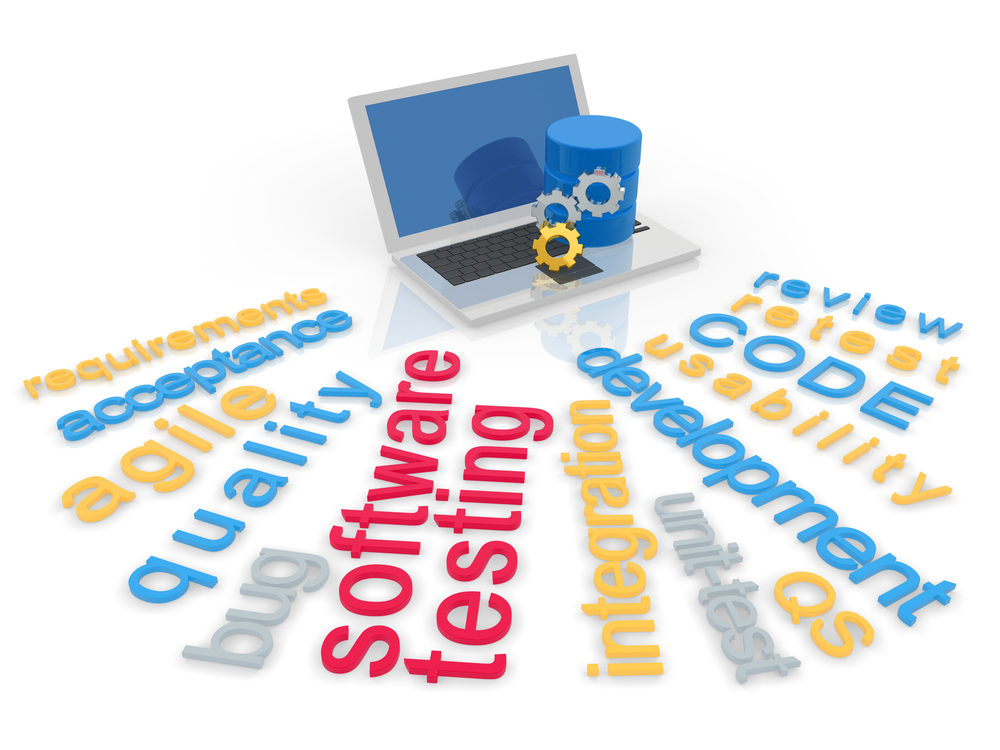 requirements
acceptance
agile
quality
bug
software
testing
integration
unit-test
QS
development
usability
CODE
retest
review